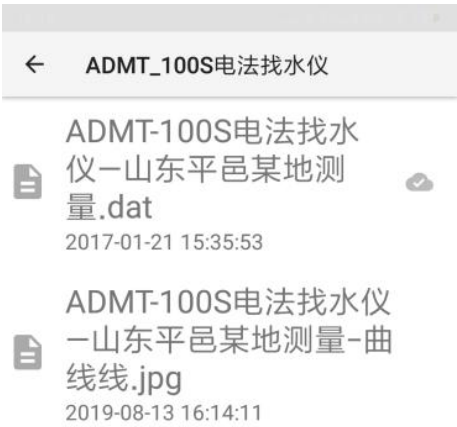 ADMT_100S电法找水仪
ADMT-100S电法找水
仪—山东平邑某地测
量.dat
2017-01-21 15:35:53
ADMT-100S电法找水仪
—山东平邑某地测量-曲
线线.jpg
2019-08-13 16:14:11